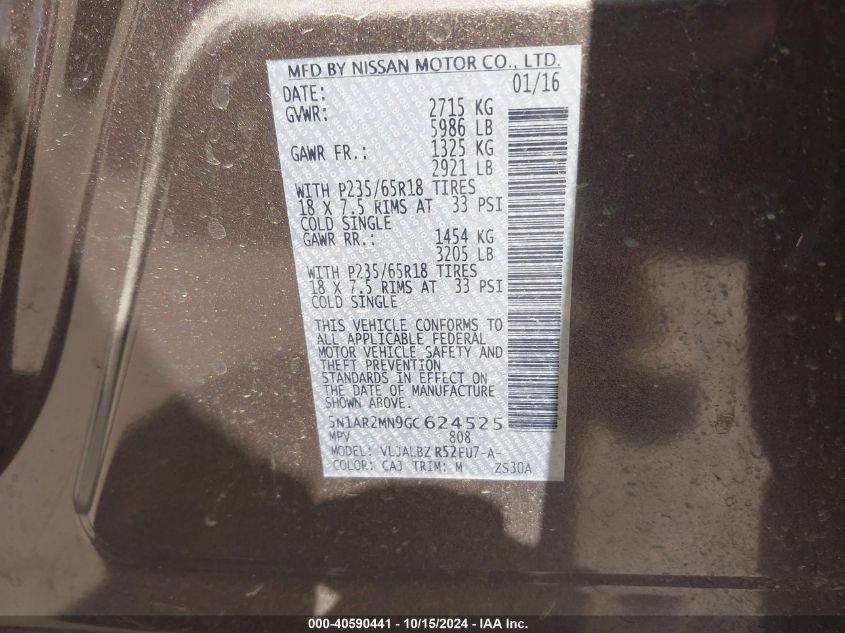 MFD BY NISSAN MOTOR CO., LTD.
DATE: 01/16
GVWR: 2715 KG
5986 LB
GAWR FR.: 1325 KG
2921 LB
WITH P235/65R18 TIRES
18 X 7.5 RIMS AT 33 PSI
COLD SINGLE
GAWR RR.: 1454 KG
3205 LB
WITH P235/65R18 TIRES
18 X 7.5 RIMS AT 33 PSI
COLD SINGLE
THIS VEHICLE CONFORMS TO
ALL APPLICABLE FEDERAL
MOTOR VEHICLE SAFETY AND
THEFT PREVENTION
STANDARDS IN EFFECT ON
THE DATE OF MANUFACTURE
SHOWN ABOVE.
5N1AR2MN9GC624525
MPV 808
MODEL: VLJALBZ R52FU7-A-
COLOR: CAJ TRIM: M ZS30A
000-40590441 - 10/15/2024 - IAA Inc.